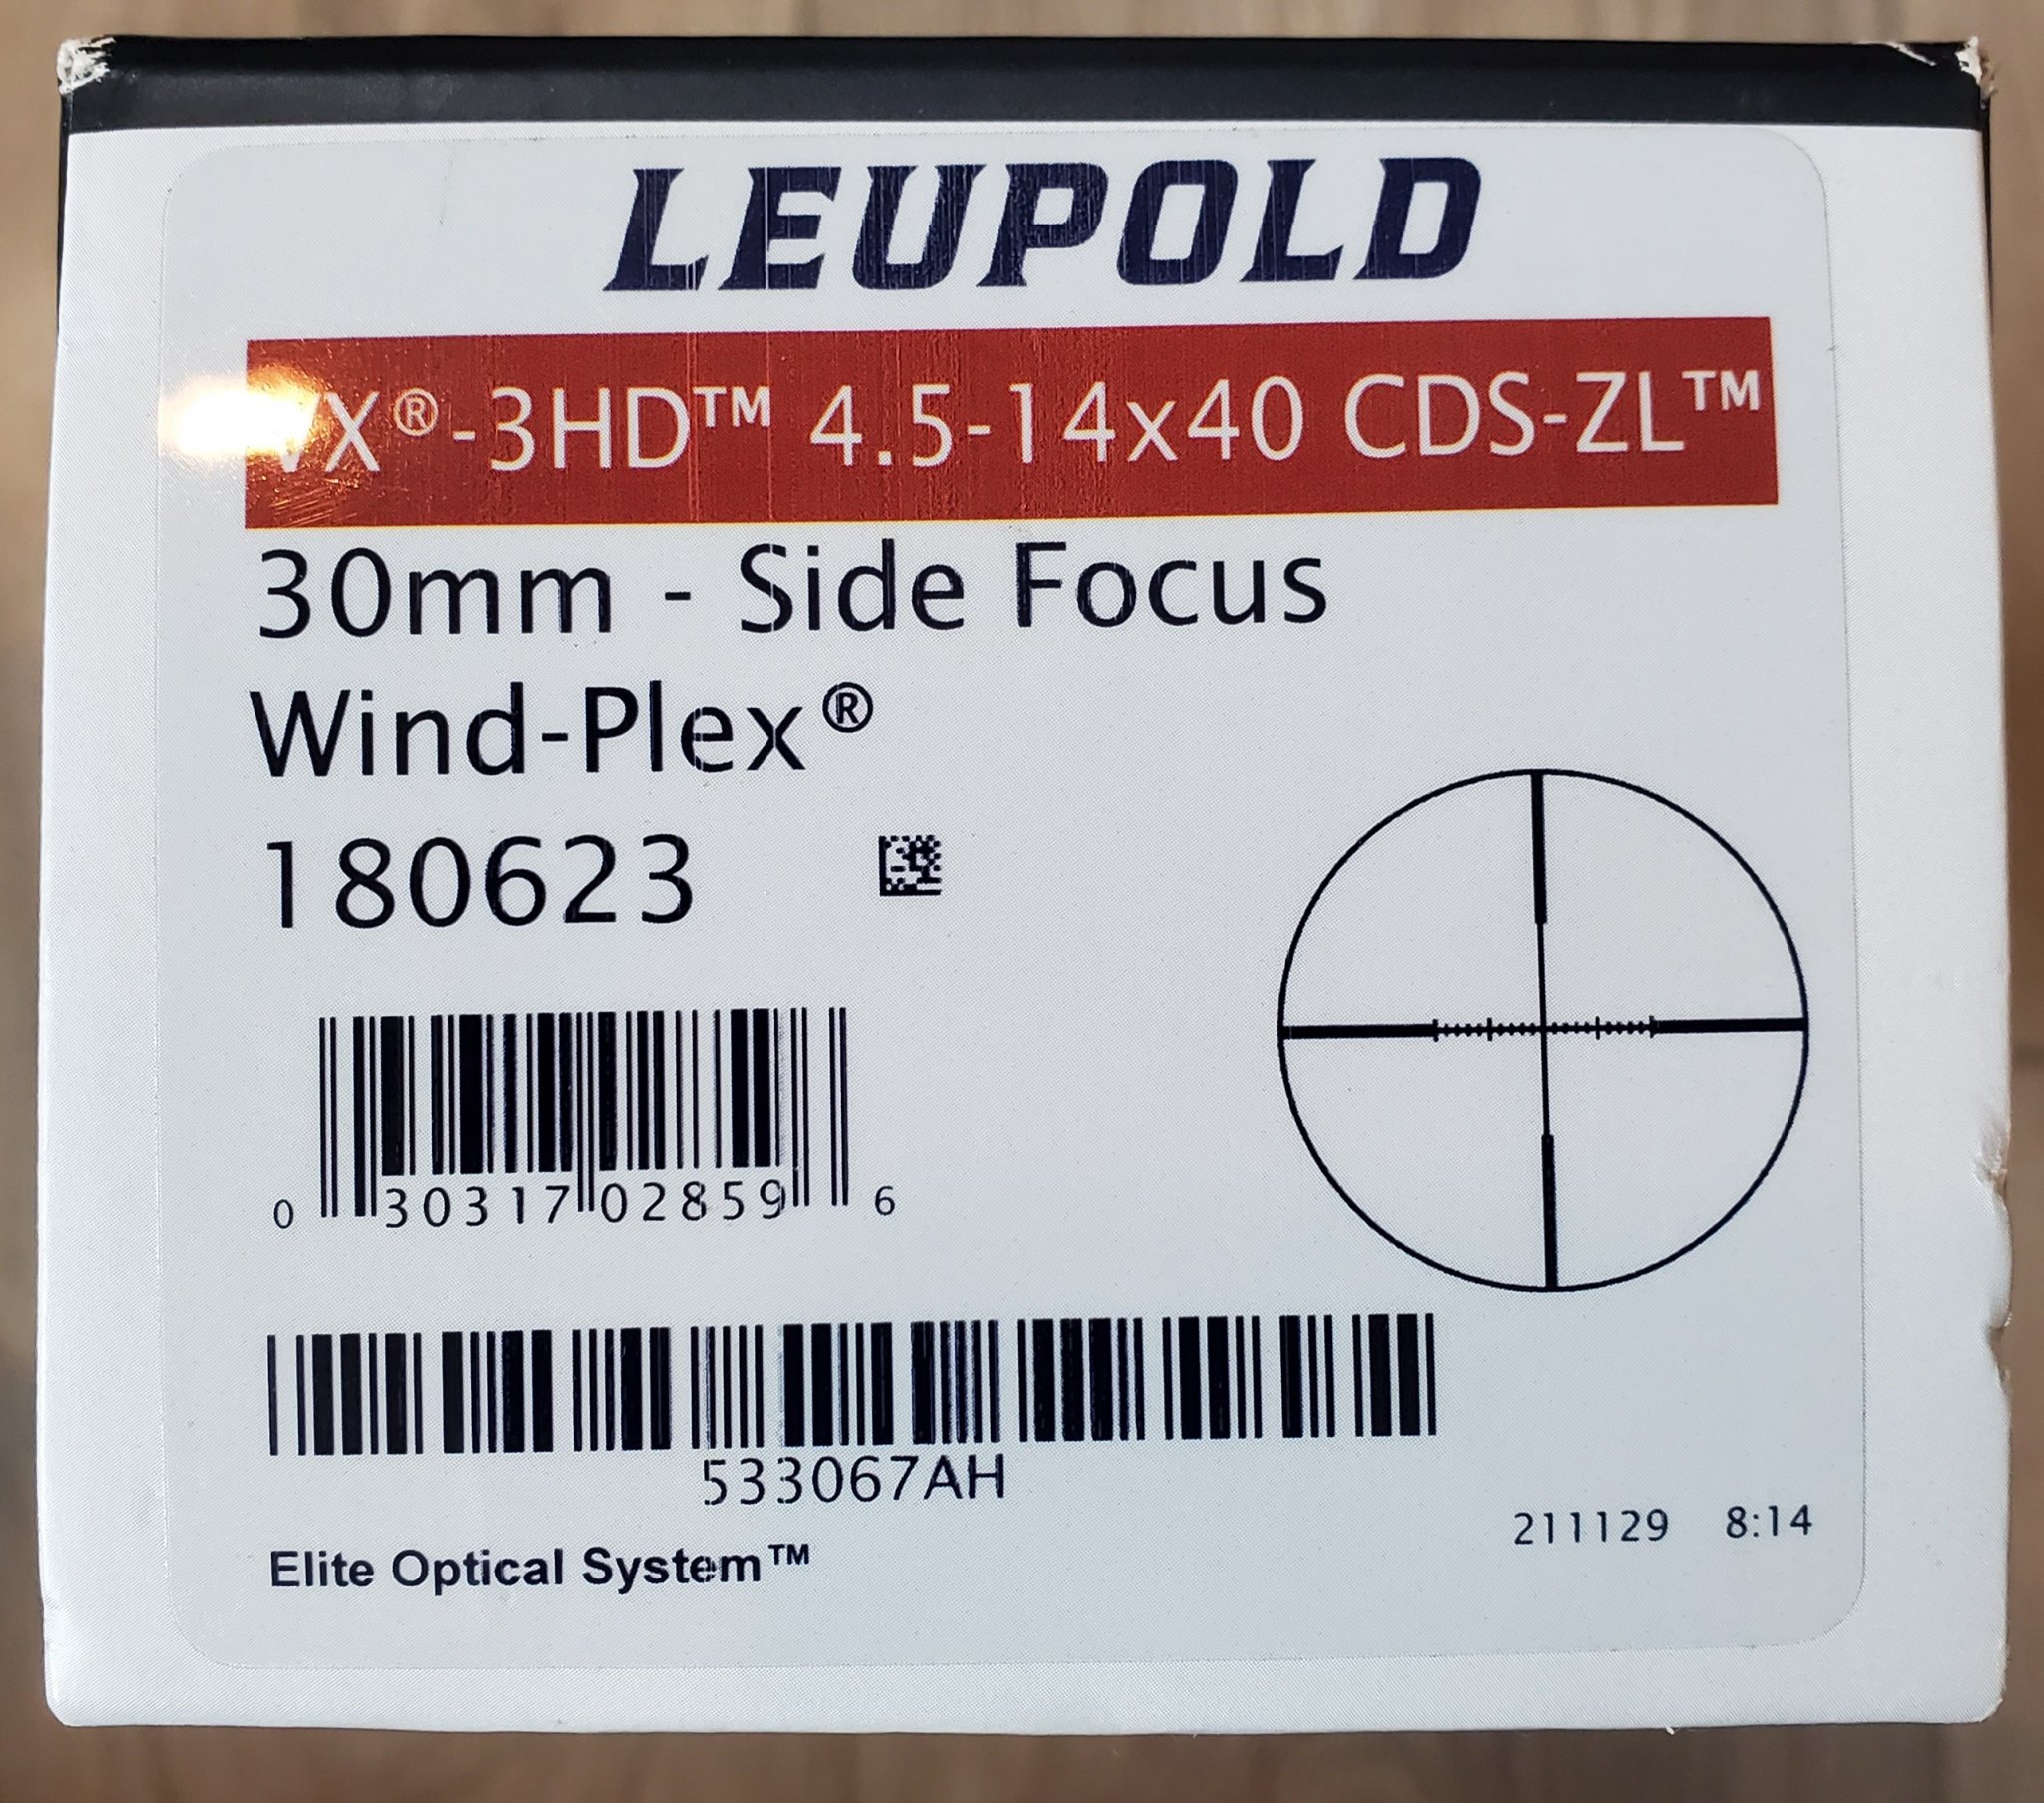 LEUPOLD
VX®-3HD™ 4.5-14x40 CDS-ZL™
30mm - Side Focus
Wind-Plex®
180623
0 30317 02859 6
533067AH
211129 8:14
Elite Optical System™